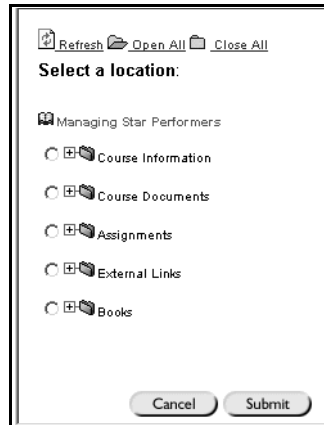 Refresh Open All Close All
Select a location:
Managing Star Performers
Course Information
Course Documents
Assignments
External Links
Books
Cancel Submit